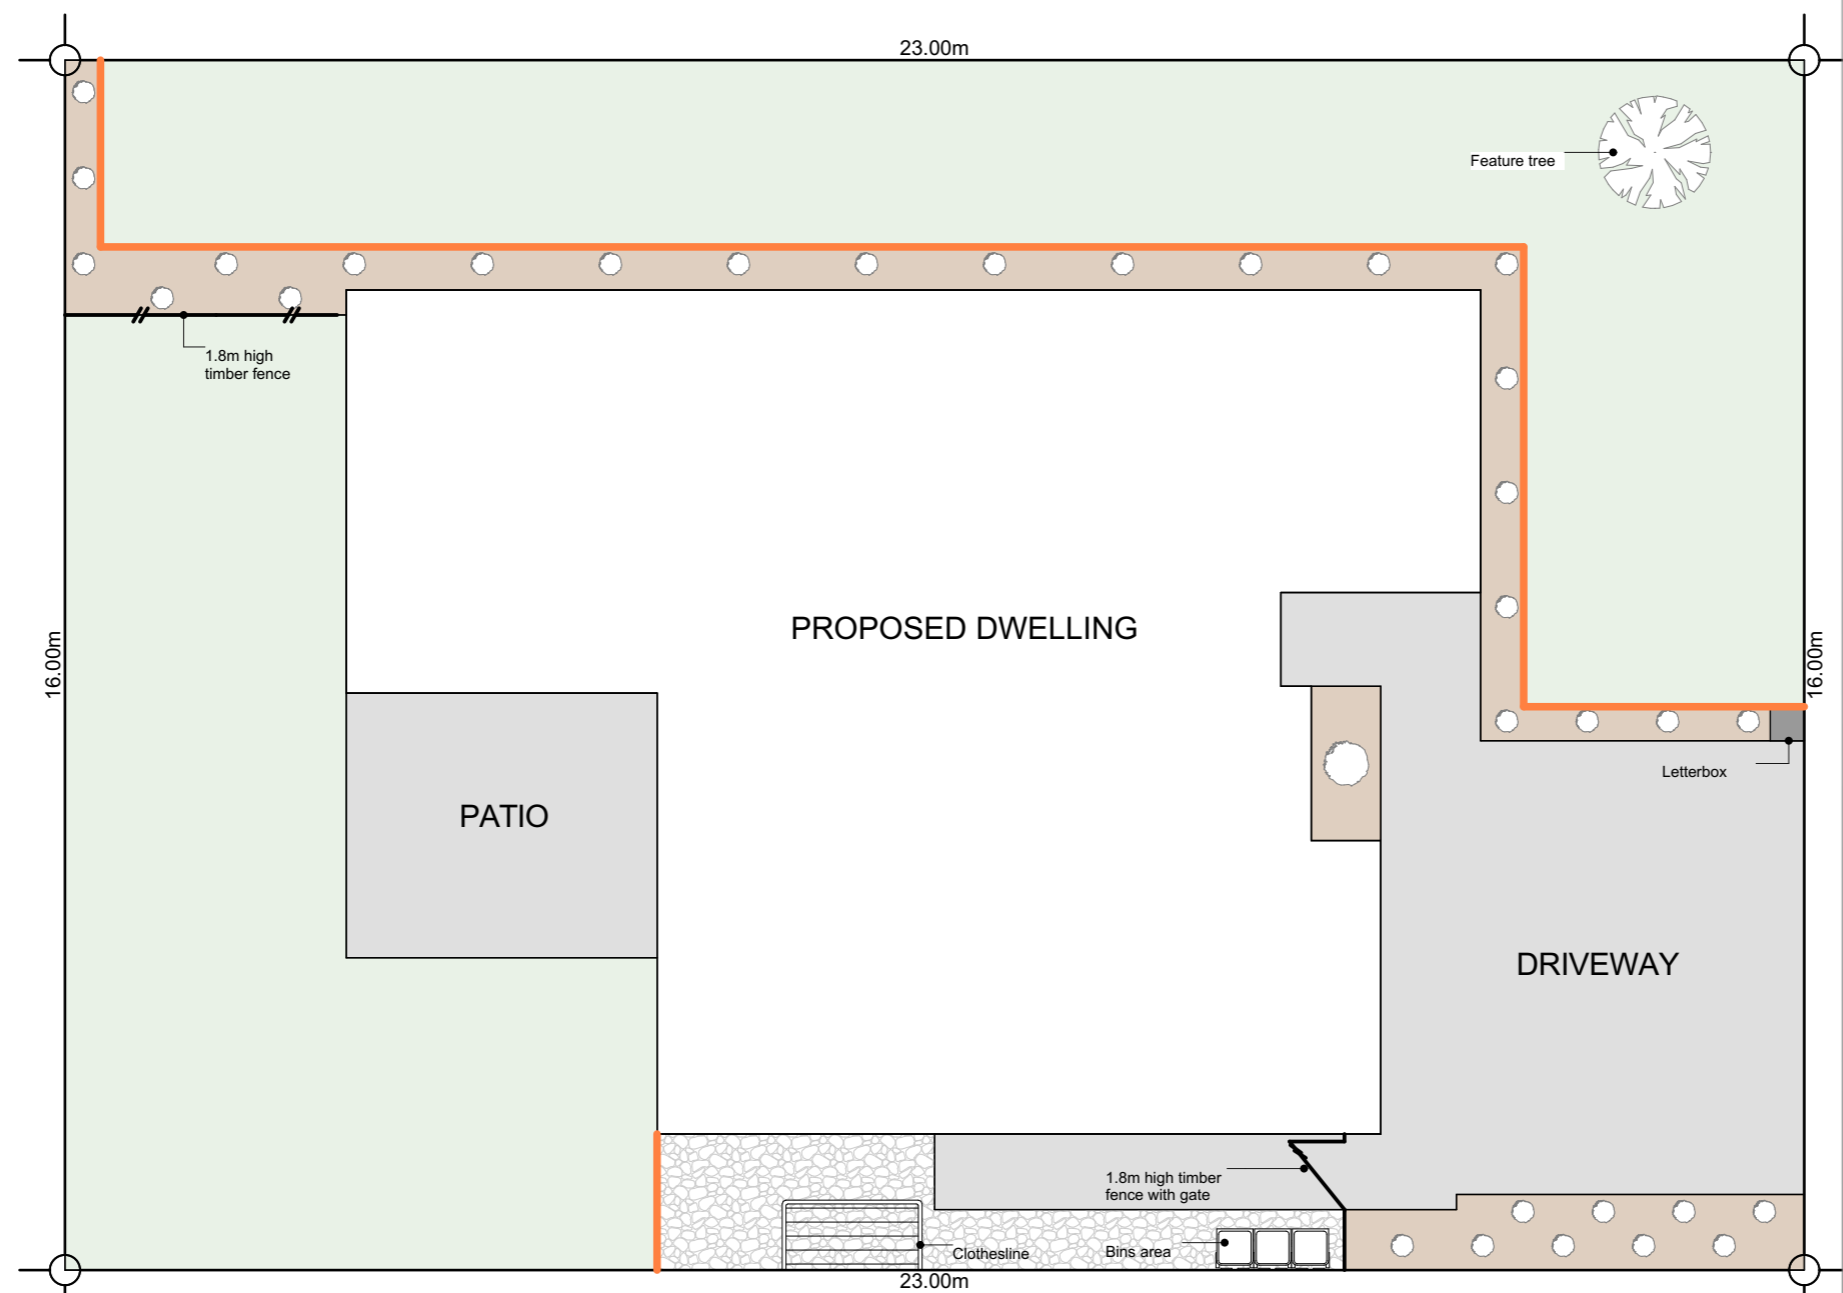 23.00m
Feature tree
1.8m high
timber fence
PROPOSED DWELLING
16.00m
16.00m
Letterbox
PATIO
DRIVEWAY
1.8m high timber
fence with gate
Clothesline
Bins area
23.00m